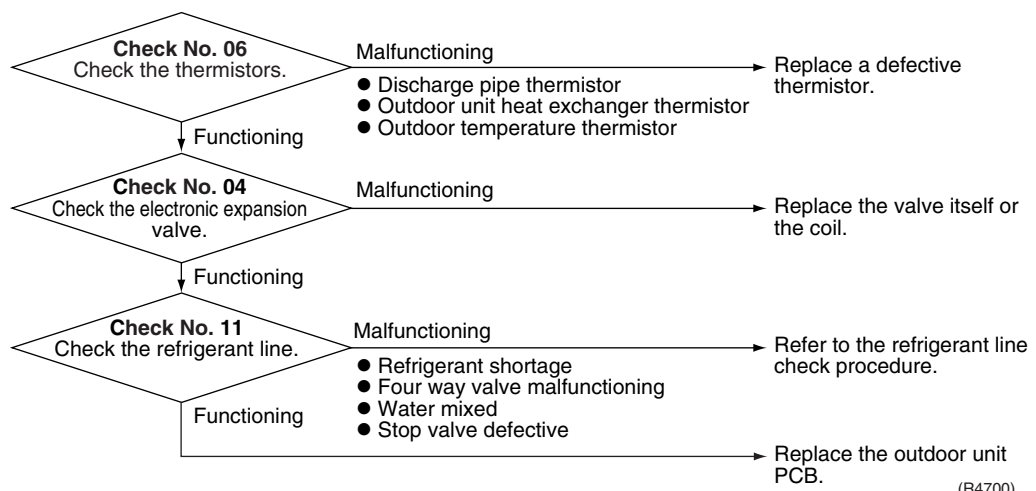 Check No. 06
Check the thermistors.
Malfunctioning
● Discharge pipe thermistor
● Outdoor unit heat exchanger thermistor
● Outdoor temperature thermistor
Replace a defective
thermistor.
Functioning
Check No. 04
Check the electronic expansion
valve.
Malfunctioning
Replace the valve itself or
the coil.
Functioning
Check No. 11
Check the refrigerant line.
Malfunctioning
● Refrigerant shortage
● Four way valve malfunctioning
● Water mixed
● Stop valve defective
Refer to the refrigerant line
check procedure.
Functioning
Replace the outdoor unit
PCB.
(R4700)